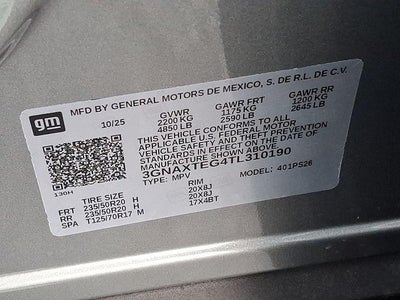 gm
MFD BY GENERAL MOTORS DE MEXICO, S. DE R.L. DE C.V.
10/25 GVWR GAWR FRT GAWR RR
2200 KG 1175 KG 1200 KG
4850 LB 2590 LB 2645 LB
THIS VEHICLE CONFORMS TO ALL
APPLICABLE U.S. FEDERAL MOTOR
VEHICLE SAFETY AND THEFT PREVENTION
STANDARDS IN EFFECT ON THE DATE OF
MANUFACTURE SHOWN ABOVE.
3GNAXTEG4TL310190
TYPE: MPV MODEL: 401PS26
130H
TIRE SIZE RIM
FRT 235/50R20 H 20X8J
RR 235/50R20 H 20X8J
SPA T125/70R17 M 17X4BT